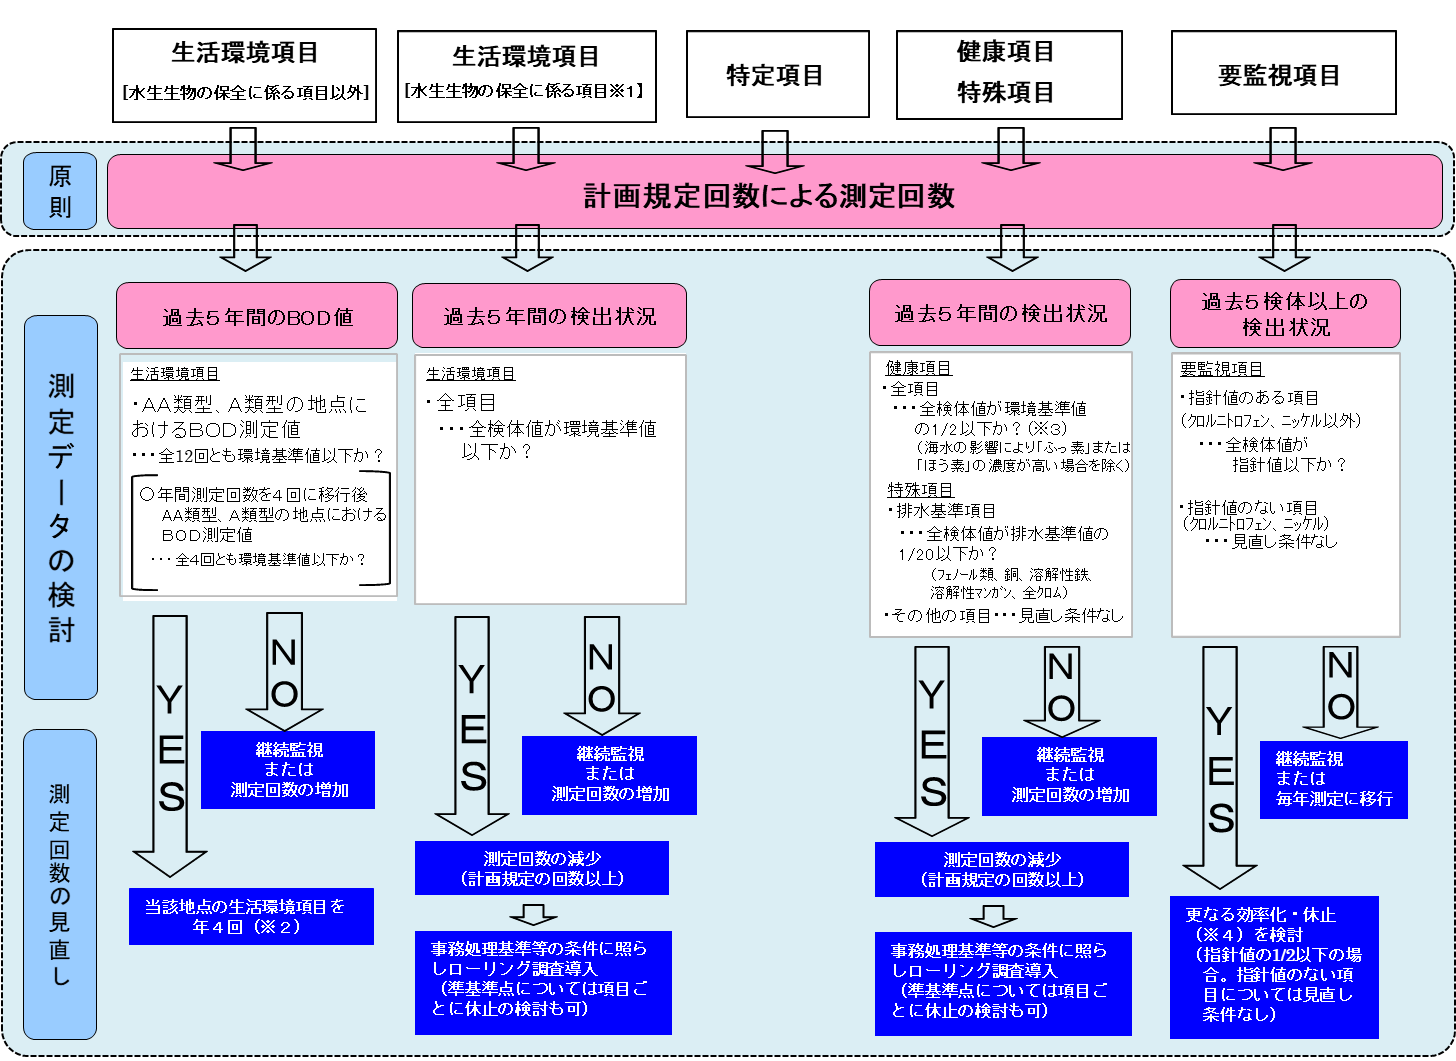 生活環境項目
[水生生物の保全に係る項目以外]
生活環境項目
[水生生物の保全に係る項目※1】
特定項目
健康項目
特殊項目
要監視項目
原則
計画規定回数による測定回数
測定データの検討
過去５年間のBOD値
生活環境項目
・AA類型、A類型の地点に
おけるBOD測定値
・・・全12回とも環境基準値以下か？
○年間測定回数を４回に移行後
AA類型、A類型の地点における
BOD測定値
・・・全4回とも環境基準値以下か？
過去５年間の検出状況
生活環境項目
・全項目
・・・全検体値が環境基準値
以下か？
過去５年間の検出状況
健康項目
・全項目
・・・全検体値が環境基準値
の1/2以下か？（※３）
（海水の影響により「ふっ素」または
「ほう素」の濃度が高い場合を除く）
特殊項目
・排水基準項目
・・・全検体値が排水基準値の
1/20以下か？
（フェノール類、銅、溶解性鉄、
溶解性マンガン、全クロム）
・その他の項目・・・見直し条件なし
過去５検体以上の
検出状況
要監視項目
・指針値のある項目
（クロルニトロフェン、ニッケル以外）
・・・全検体値が
指針値以下か？
・指針値のない項目
（クロルニトロフェン、ニッケル）
・・・見直し条件なし
YES
NO
YES
NO
YES
NO
YES
NO
測定回数の見直し
継続監視
または
測定回数の増加
当該地点の生活環境項目を
年４回（※２）
継続監視
または
測定回数の増加
測定回数の減少
（計画規定の回数以上）
事務処理基準等の条件に照ら
しローリング調査導入
（準基準点については項目ご
とに休止の検討も可）
継続監視
または
測定回数の増加
測定回数の減少
（計画規定の回数以上）
事務処理基準等の条件に照ら
しローリング調査導入
（準基準点については項目ご
とに休止の検討も可）
継続監視
または
毎年測定に移行
更なる効率化・休止
（※４）を検討
（指針値の1/2以下の場
合。指針値のない項
目については見直し
条件なし）